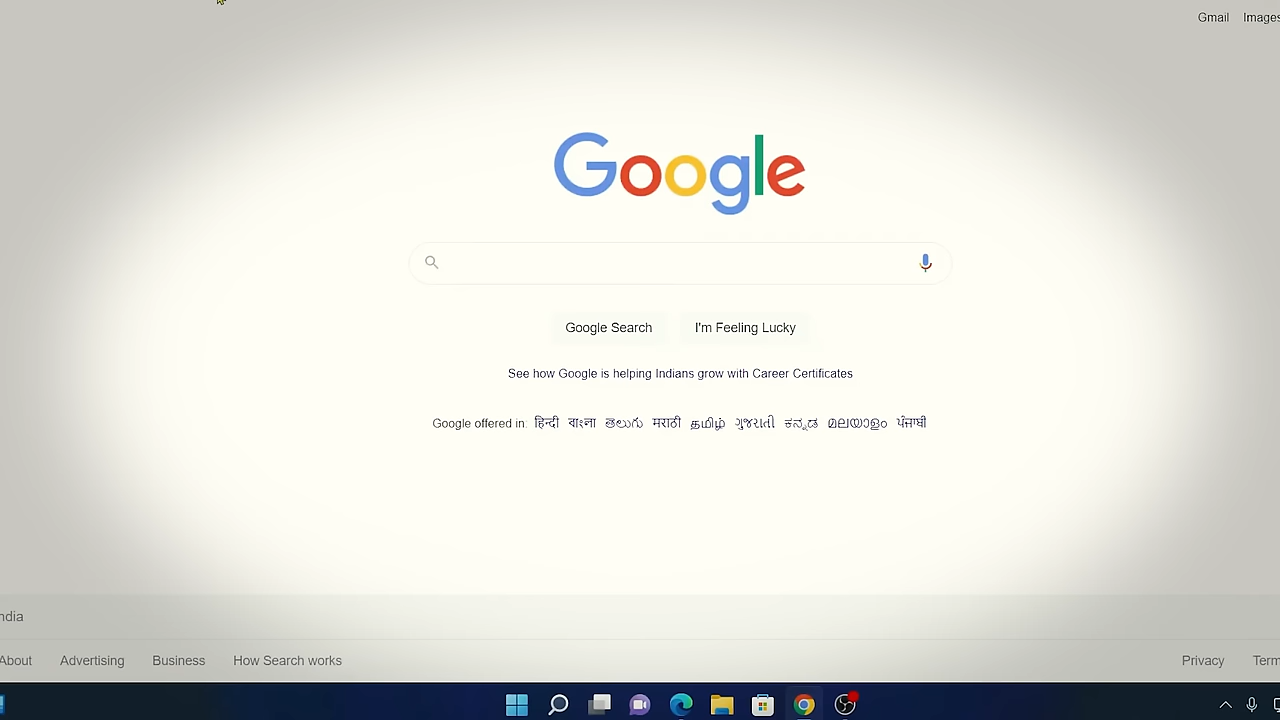 Gmail Images
Google
Google Search I'm Feeling Lucky
See how Google is helping Indians grow with Career Certificates
Google offered in: हिन्दी বাংলা తెలుగు मराठी தமிழ் ગુજરાતી ಕನ್ನಡ മലയാളം ਪੰਜਾਬੀ
ndia
About Advertising Business How Search works Privacy Term